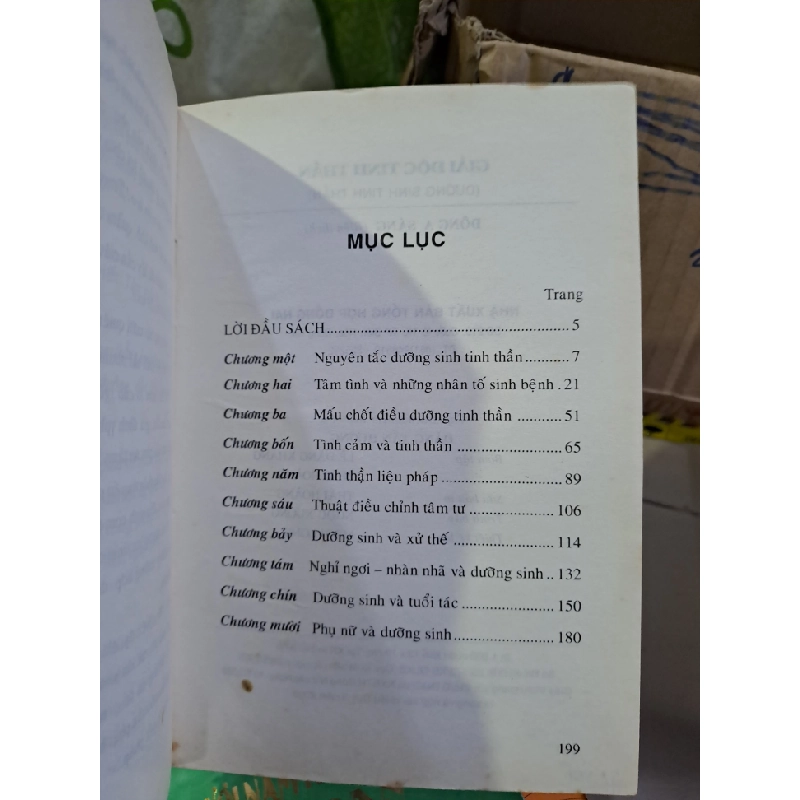 MỤC LỤC
Trang
LỜI ĐẦU SÁCH....................................................5
Chương một Nguyên tắc dưỡng sinh tinh thần...........7
Chương hai Tâm tình và những nhân tố sinh bệnh .21
Chương ba Mấu chốt điều dưỡng tinh thần ...........51
Chương bốn Tình cảm và tinh thần......................65
Chương năm Tinh thần liệu pháp........................89
Chương sáu Thuật điều chỉnh tâm tư .................106
Chương bảy Dưỡng sinh và xử thế ....................114
Chương tám Nghỉ ngơi – nhàn nhã và dưỡng sinh..132
Chương chín Dưỡng sinh và tuổi tác...................150
Chương mười Phụ nữ và dưỡng sinh....................180
199